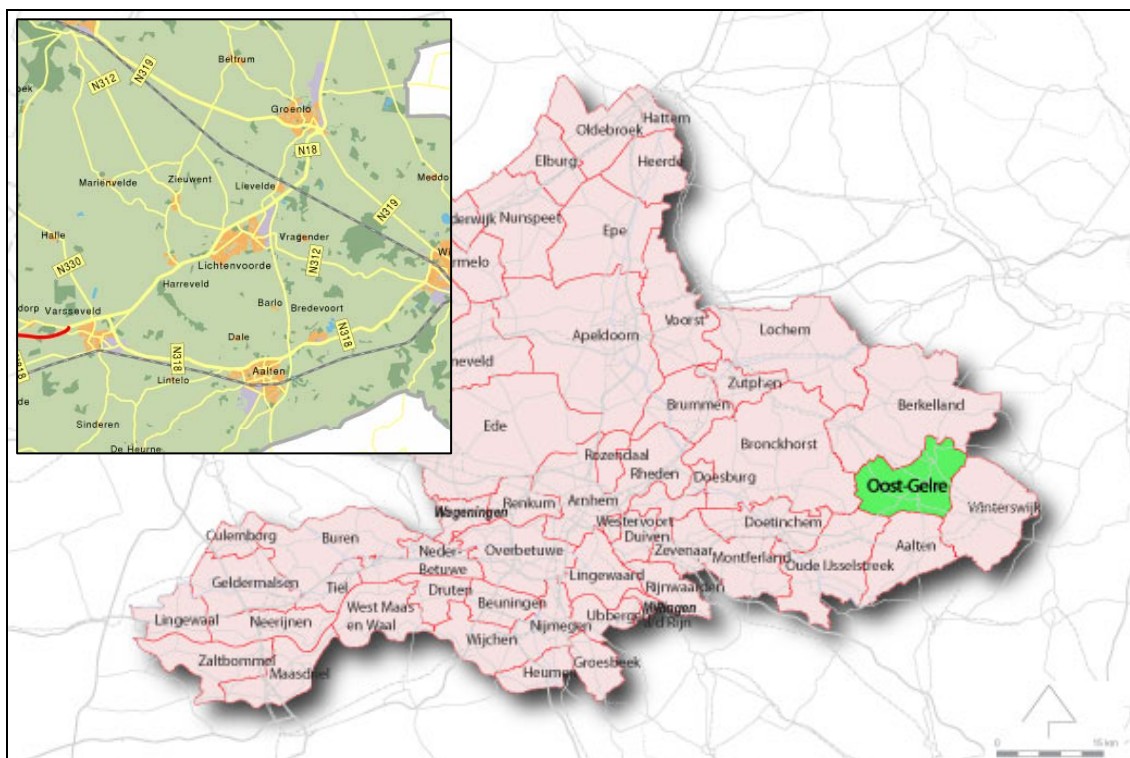 N312
N319
Beltrum
Groenlo
N18
Mariënvelde
Zieuwent
Lievelde
Meddo
N319
Halle
Vragender
N330
Lichtenvoorde
N312
Harreveld
Barlo
Bredevoort
Varsseveld
Dale
N318
N318
Aalten
Lintelo
Sinderen
De Heurne
Hattem
Oldebroek
Elburg
Heerde
Nunspeet
Epe
Apeldoorn
Voorst
Lochem
Zutphen
Brummen
Berkelland
Ede
Bronckhorst
Rozendaal
Rheden
Doesburg
Oost-Gelre
Winterswijk
Wageningen
Renkum
Arnhem
Westervoort
Duiven
Doetinchem
Aalten
Culemborg
Buren
Neder-
Betuwe
Overbetuwe
Zevenaar
Montferland
Oude IJsselstreek
Geldermalsen
Tiel
Lingewaard
Rijnwaarden
Druten
Beuningen
West Maas
en Waal
Lingewaal
Neerijnen
Ubbergen
Millingen
a/d Rijn
Wijchen
Nijmegen
Zaltbommel
Maasdriel
Heumen
Groesbeek
0
15 km